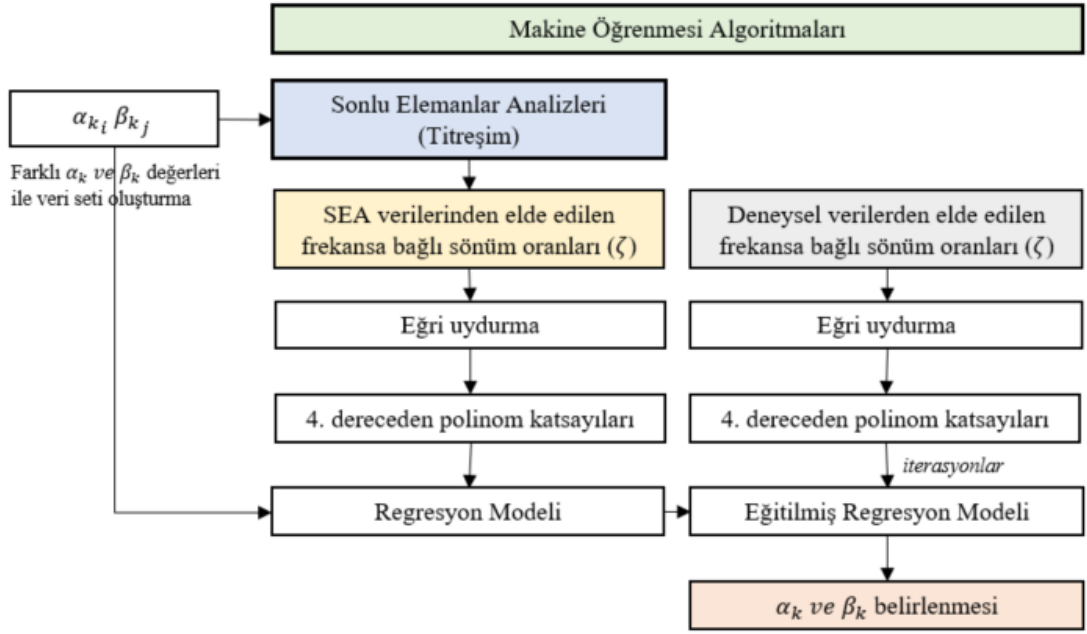 Makine Öğrenmesi Algoritmaları
α_{k_i} β_{k_j}
Farklı α_k ve β_k değerleri
ile veri seti oluşturma
Sonlu Elemanlar Analizleri
(Titreşim)
SEA verilerinden elde edilen
frekansa bağlı sönüm oranları (ζ)
Eğri uydurma
4. dereceden polinom katsayıları
Regresyon Modeli
Deneysel verilerden elde edilen
frekansa bağlı sönüm oranları (ζ)
Eğri uydurma
4. dereceden polinom katsayıları
iterasyonlar
Eğitilmiş Regresyon Modeli
α_k ve β_k belirlenmesi